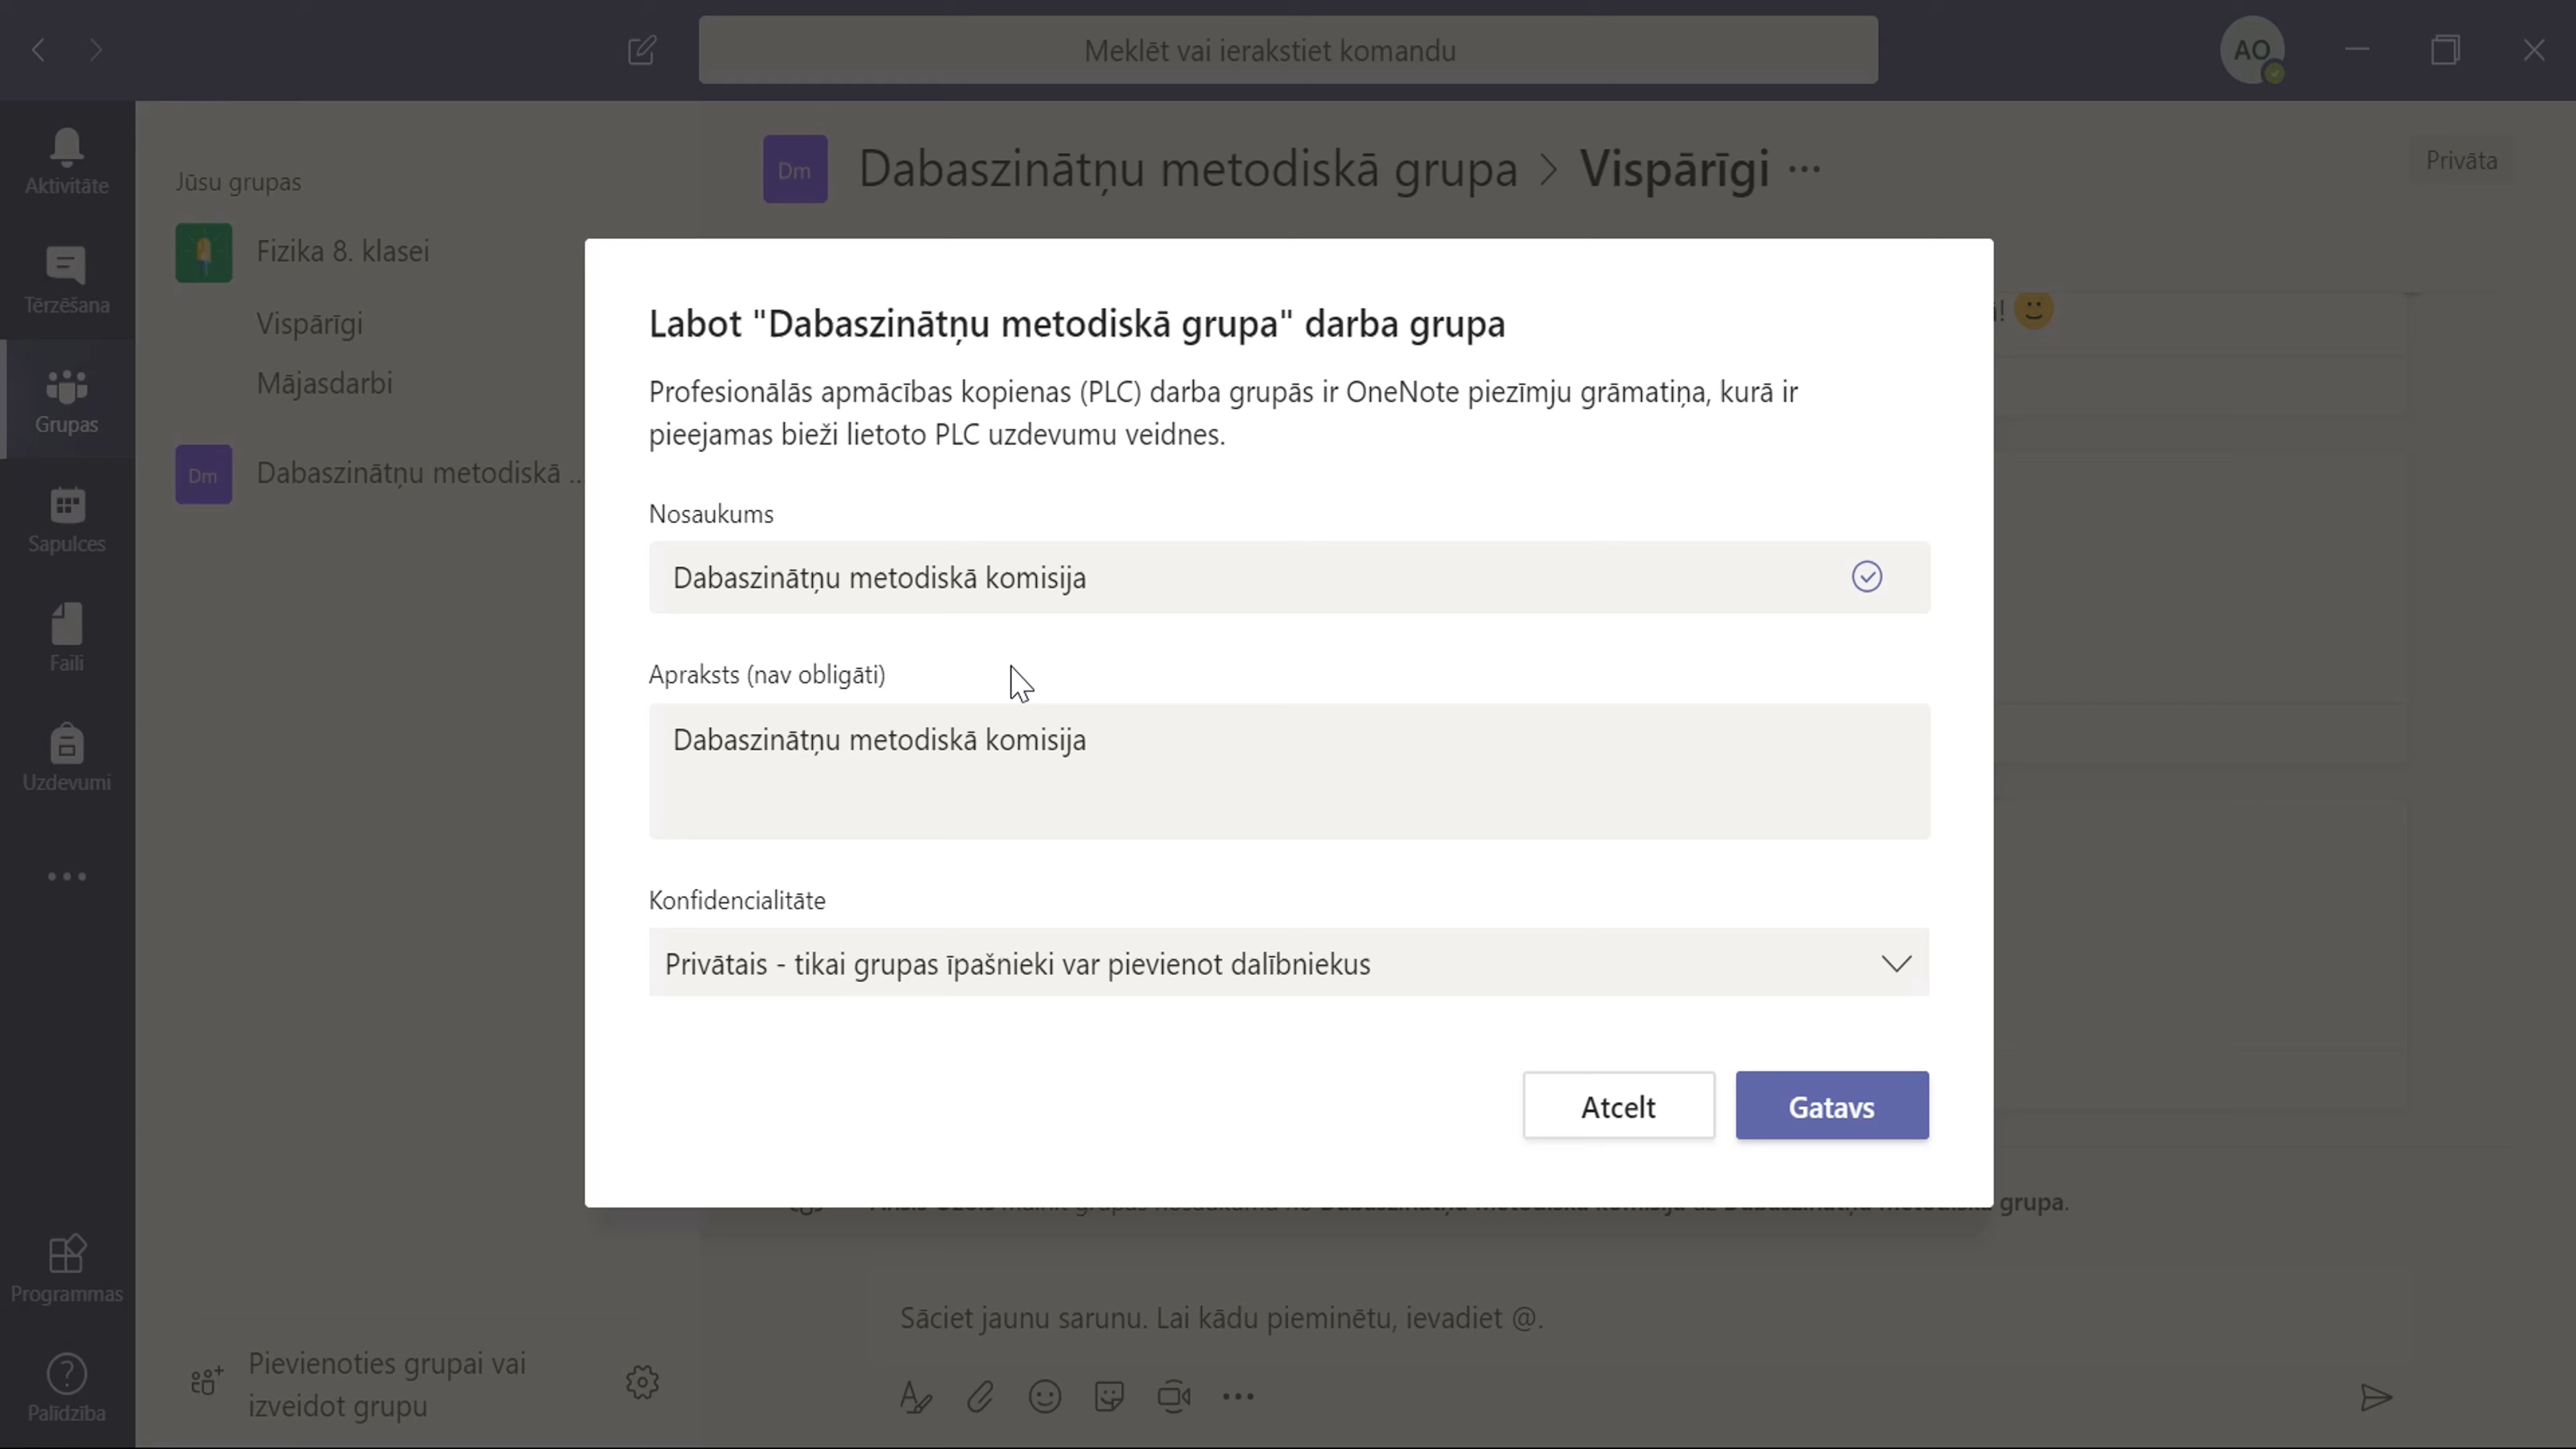 Meklēt vai ierakstiet komandu
AO
Aktivitāte
Tērzēšana
Grupas
Sapulces
Faili
Uzdevumi
Programmas
Palīdzība
Jūsu grupas
Fizika 8. klasei
Vispārīgi
Mājasdarbi
Dm
Dabaszinātņu metodiskā ...
Pievienoties grupai vai
izveidot grupu
Dm
Dabaszinātņu metodiskā grupa > Vispārīgi ...
Privāta
Labot "Dabaszinātņu metodiskā grupa" darba grupa
Profesionālās apmācības kopienas (PLC) darba grupās ir OneNote piezīmju grāmatiņa, kurā ir
pieejamas bieži lietoto PLC uzdevumu veidnes.
Nosaukums
Dabaszinātņu metodiskā komisija
Apraksts (nav obligāti)
Dabaszinātņu metodiskā komisija
Konfidencialitāte
Privātais - tikai grupas īpašnieki var pievienot dalībniekus
Atcelt
Gatavs
grupa.
Sāciet jaunu sarunu. Lai kādu pieminētu, ievadiet @.